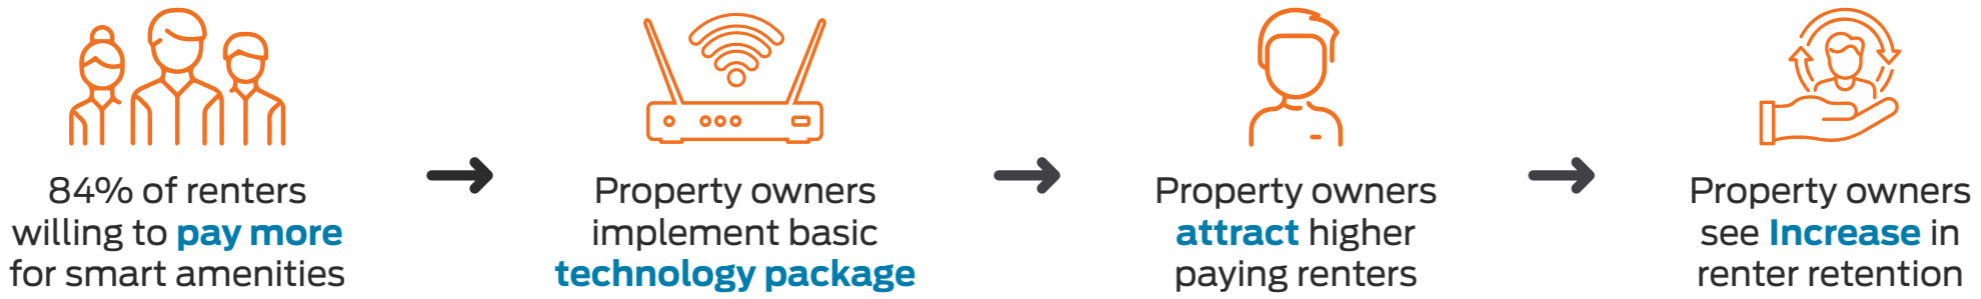 84% of renters
willing to pay more
for smart amenities
Property owners
implement basic
technology package
Property owners
attract higher
paying renters
Property owners
see Increase in
renter retention